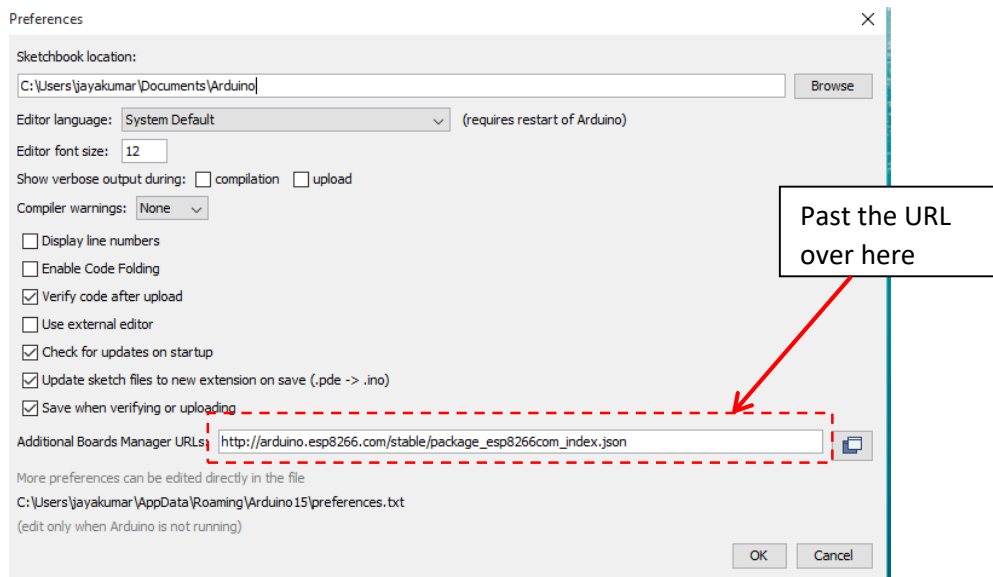 Preferences
Sketchbook location:
C:\Users\jayakumar\Documents\Arduino Browse
Editor language: System Default (requires restart of Arduino)
Editor font size: 12
Show verbose output during: compilation upload
Compiler warnings: None
Past the URL
over here
Display line numbers
Enable Code Folding
Verify code after upload
Use external editor
Check for updates on startup
Update sketch files to new extension on save (.pde -> .ino)
Save when verifying or uploading
Additional Boards Manager URLs: http://arduino.esp8266.com/stable/package_esp8266com_index.json
More preferences can be edited directly in the file
C:\Users\jayakumar\AppData\Roaming\Arduino15\preferences.txt
(edit only when Arduino is not running)
OK Cancel